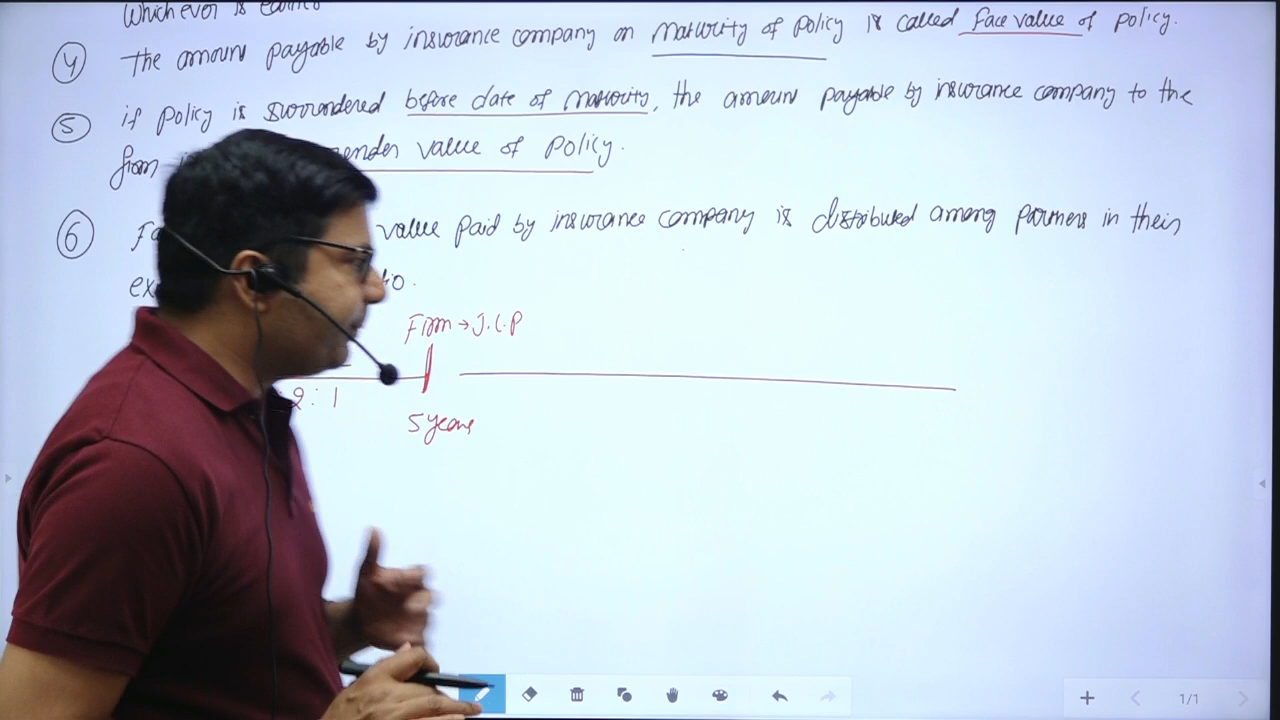 Whichever is earlier
④ The amount payable by insurance company on maturity of policy is called face value of policy.
⑤ if policy is surrendered before date of maturity, the amount payable by insurance company to the
firm value of policy.
⑥ value paid by insurance company is distributed among partners in their
Firm → J.L.P
2 : 1
5 years
1/1